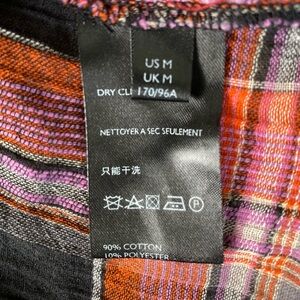 US M
UK M
170/96A
DRY CL
NETTOYER A SEC SEULEMENT
只能干洗
P
90% COTTON
10% POLYESTER